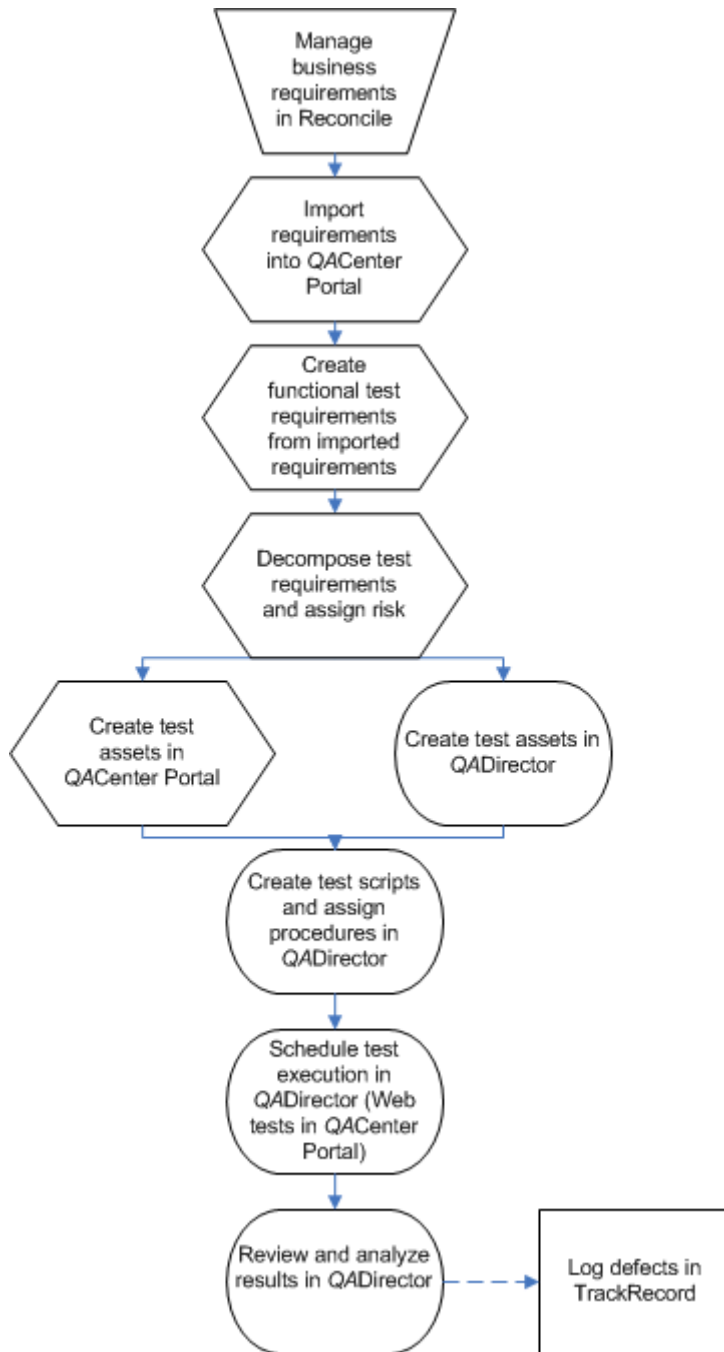 Manage
business
requirements
in Reconcile
Import
requirements
into QACenter
Portal
Create
functional test
requirements
from imported
requirements
Decompose test
requirements
and assign risk
Create test
assets in
QACenter Portal
Create test assets in
QADirector
Create test scripts
and assign
procedures in
QADirector
Schedule test
execution in
QADirector (Web
tests in QACenter
Portal)
Review and analyze
results in QADirector
Log defects in
TrackRecord